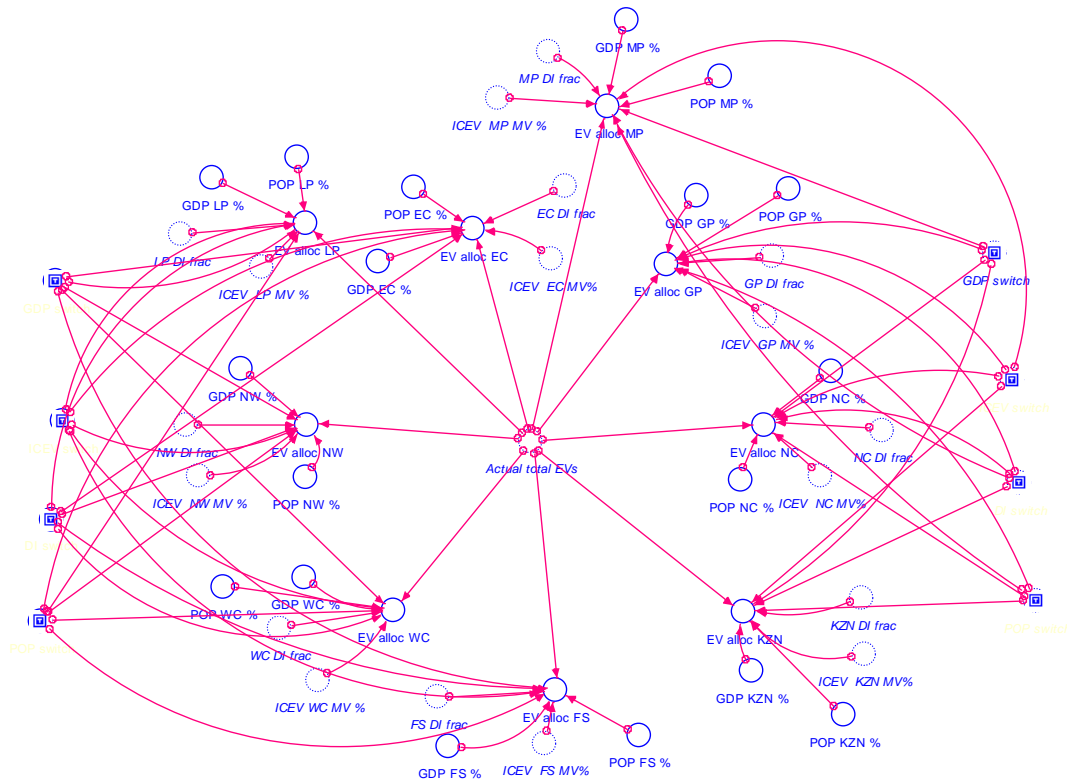 GDP MP %
MP DI frac
POP MP %
ICEV  MP MV %
EV alloc MP
POP LP %
GDP LP %
POP EC %
EC DI frac
GDP GP %
POP GP %
EV alloc LP
LP DI frac
EV alloc EC
EV alloc GP
GP DI frac
GDP switch
ICEV  LP MV %
GDP EC %
ICEV  EC MV%
ICEV  GP MV %
GDP NW %
GDP NC %
NW DI frac
EV alloc NW
Actual total EVs
EV alloc NC
NC DI frac
ICEV  NW MV %
POP NW %
POP NC %
ICEV  NC MV%
POP WC %
GDP WC %
EV alloc WC
EV alloc KZN
KZN DI frac
POP switch
WC DI frac
ICEV  KZN MV%
ICEV WC MV %
GDP KZN %
FS DI frac
EV alloc FS
POP KZN %
GDP FS %
ICEV  FS MV%
POP FS %